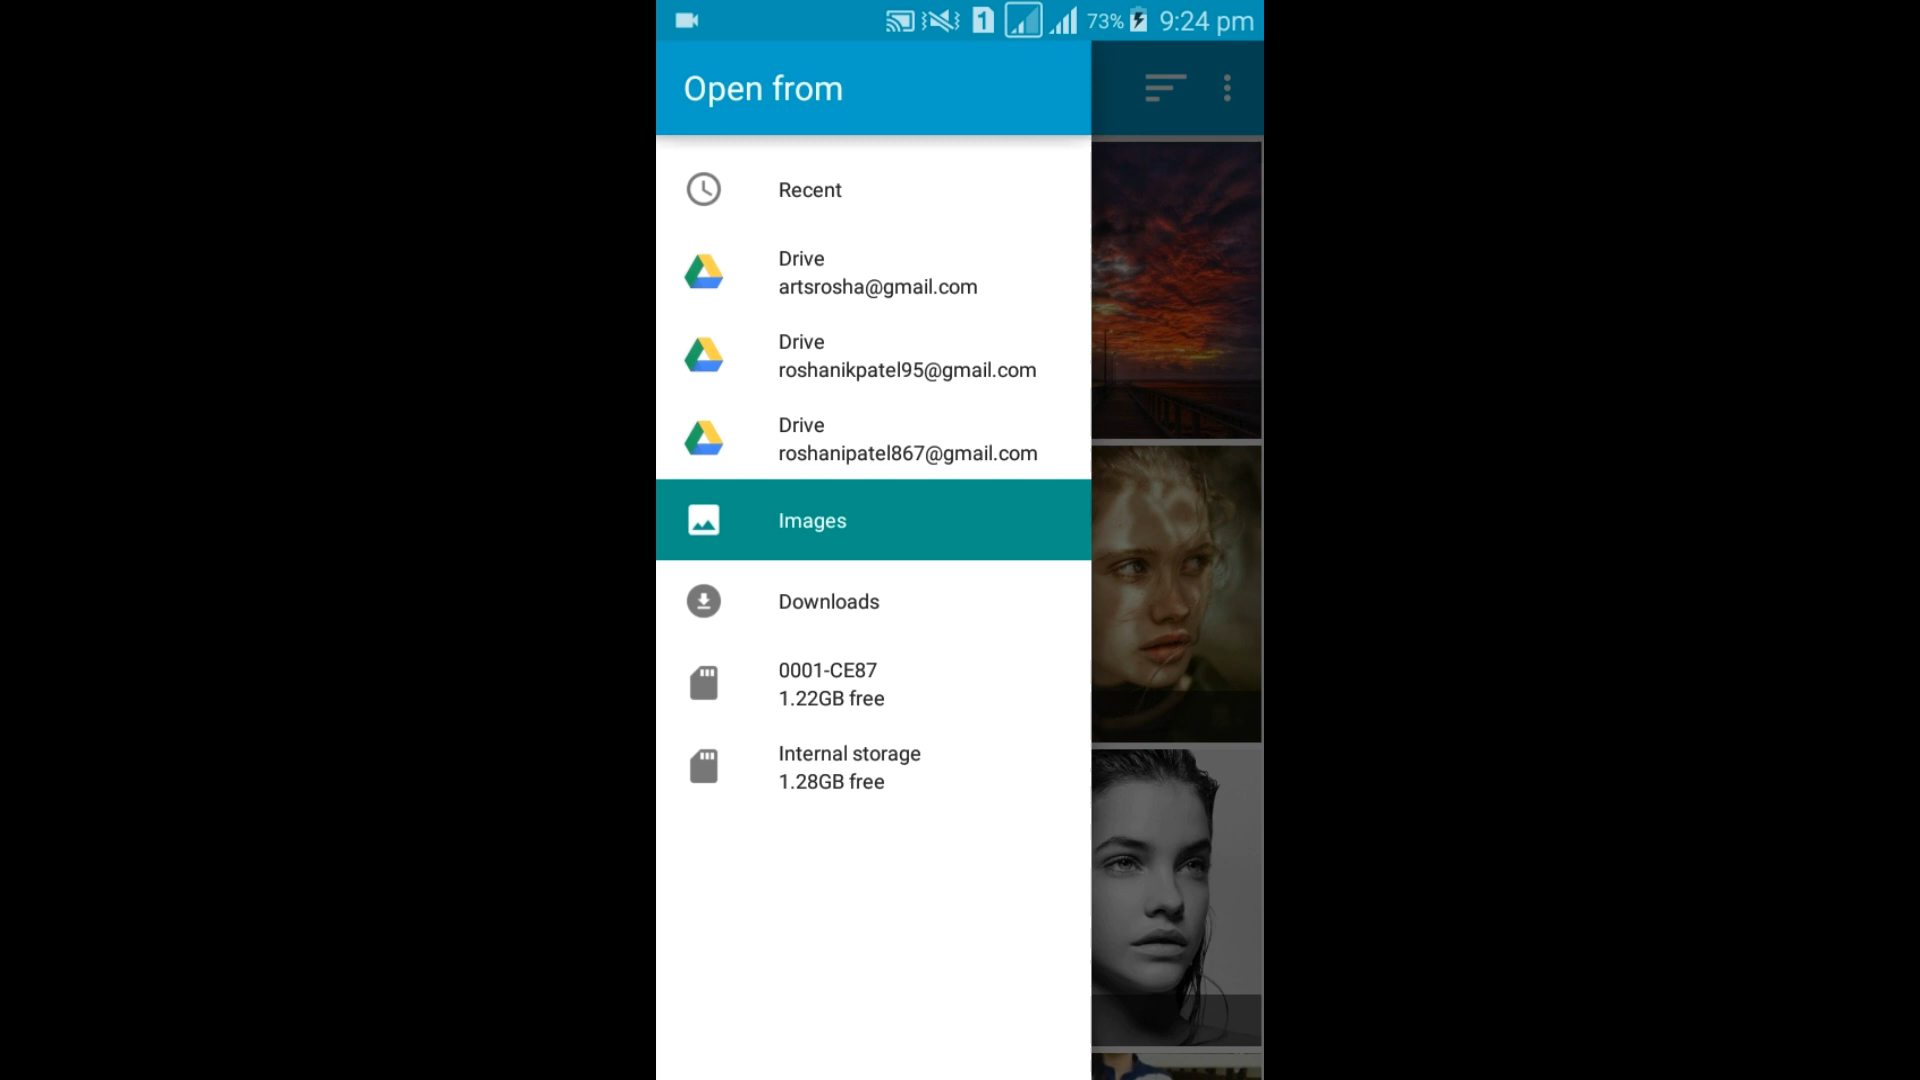 1 73% 9:24 pm
Open from
Recent
Drive
artsrosha@gmail.com
Drive
roshanikpatel95@gmail.com
Drive
roshanipatel867@gmail.com
Images
Downloads
0001-CE87
1.22GB free
Internal storage
1.28GB free